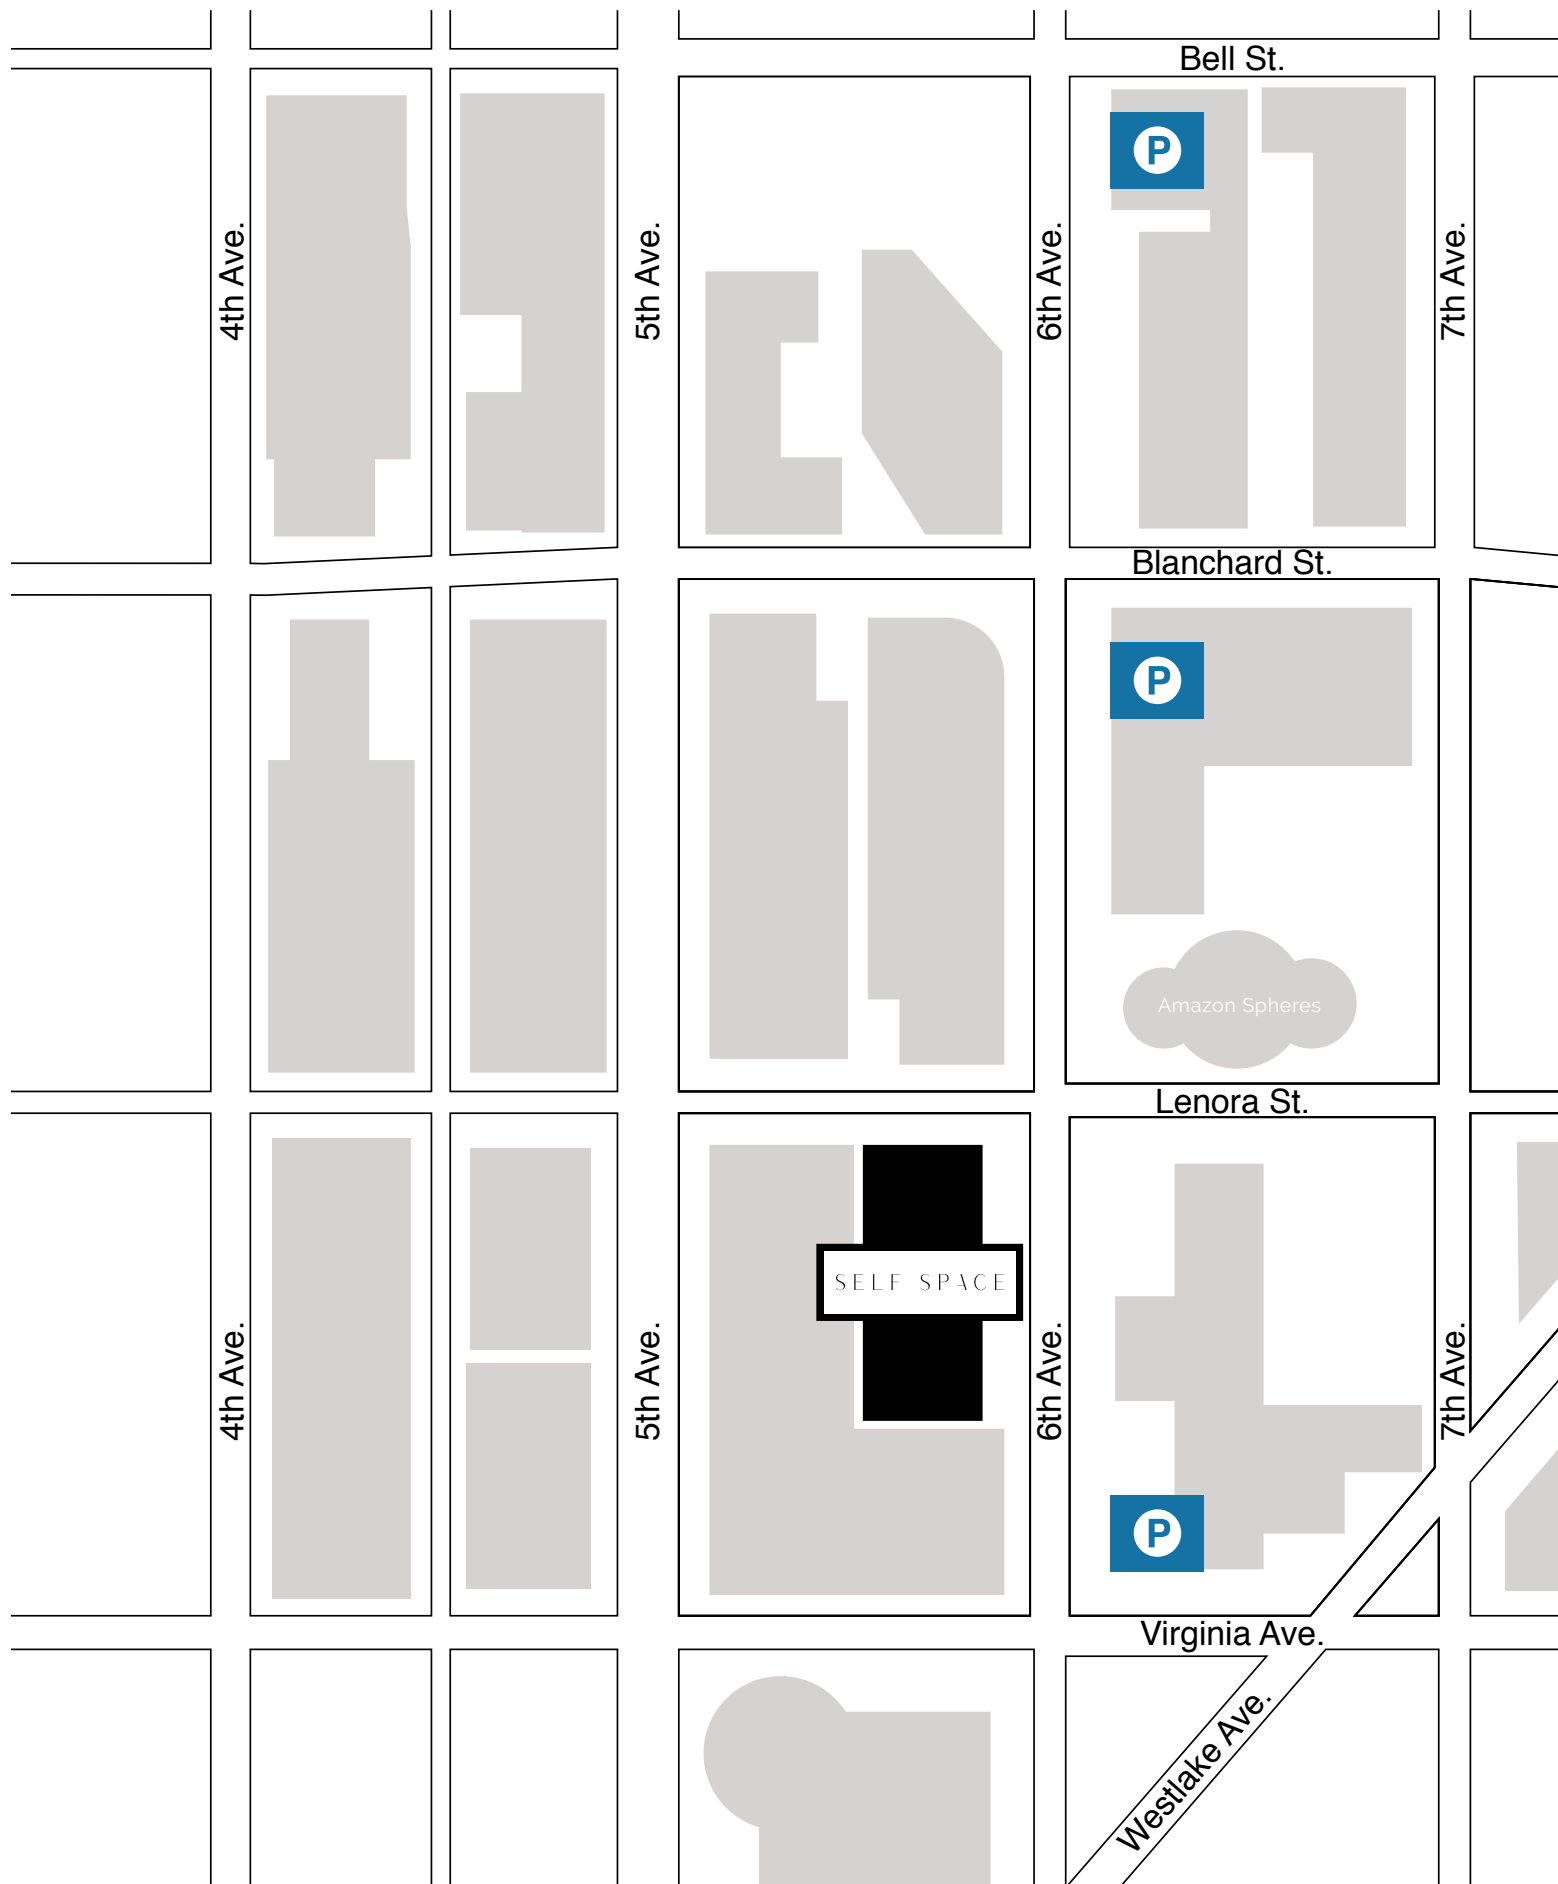 Bell St.
P
4th Ave.
5th Ave.
6th Ave.
7th Ave.
Blanchard St.
P
Amazon Spheres
Lenora St.
SELF SPACE
4th Ave.
5th Ave.
6th Ave.
7th Ave.
P
Virginia Ave.
Westlake Ave.